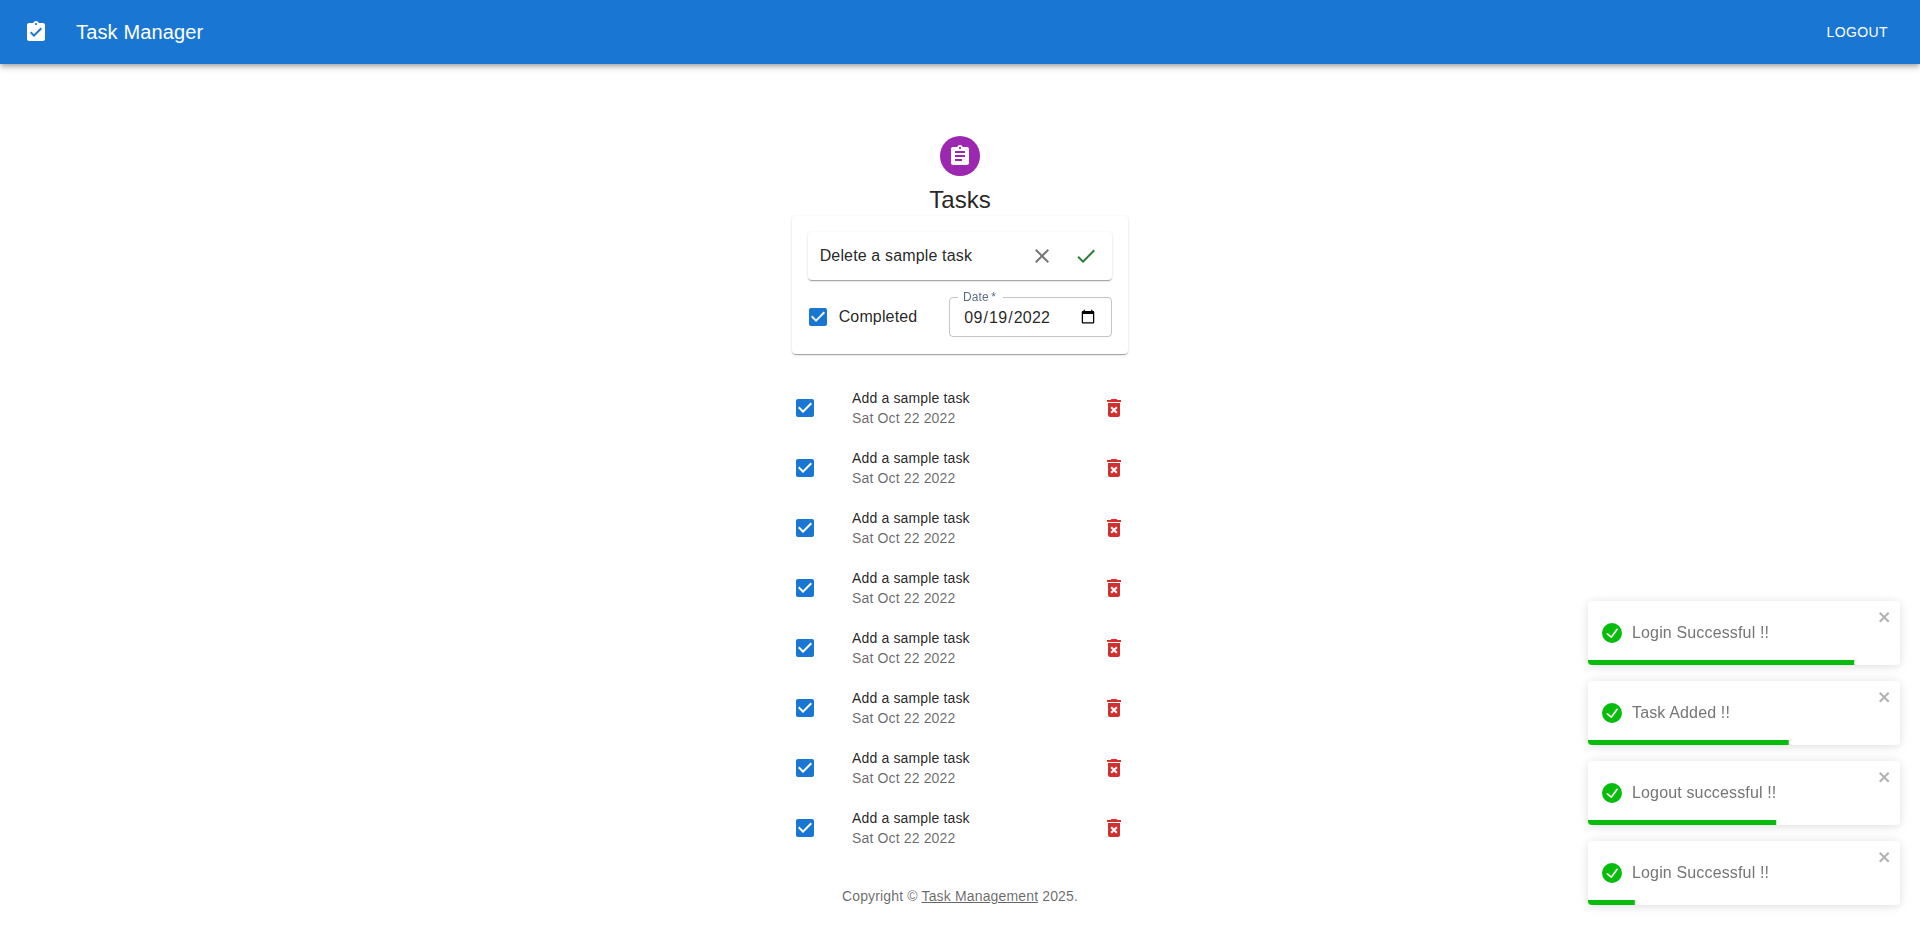 Task Manager
LOGOUT
Tasks
Delete a sample task
Date *
Completed
09/19/2022
Add a sample task
Sat Oct 22 2022
Add a sample task
Sat Oct 22 2022
Add a sample task
Sat Oct 22 2022
Add a sample task
Sat Oct 22 2022
Add a sample task
Sat Oct 22 2022
Add a sample task
Sat Oct 22 2022
Add a sample task
Sat Oct 22 2022
Add a sample task
Sat Oct 22 2022
Copyright © Task Management 2025.
Login Successful !!
Task Added !!
Logout successful !!
Login Successful !!